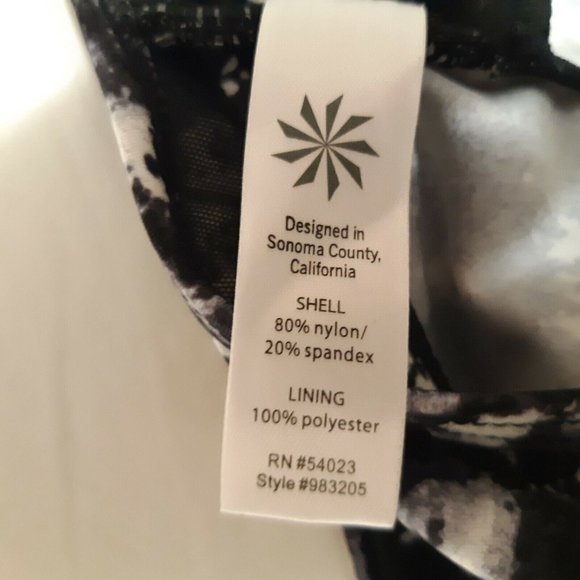 Designed in
Sonoma County,
California
SHELL
80% nylon/
20% spandex
LINING
100% polyester
RN #54023
Style #983205